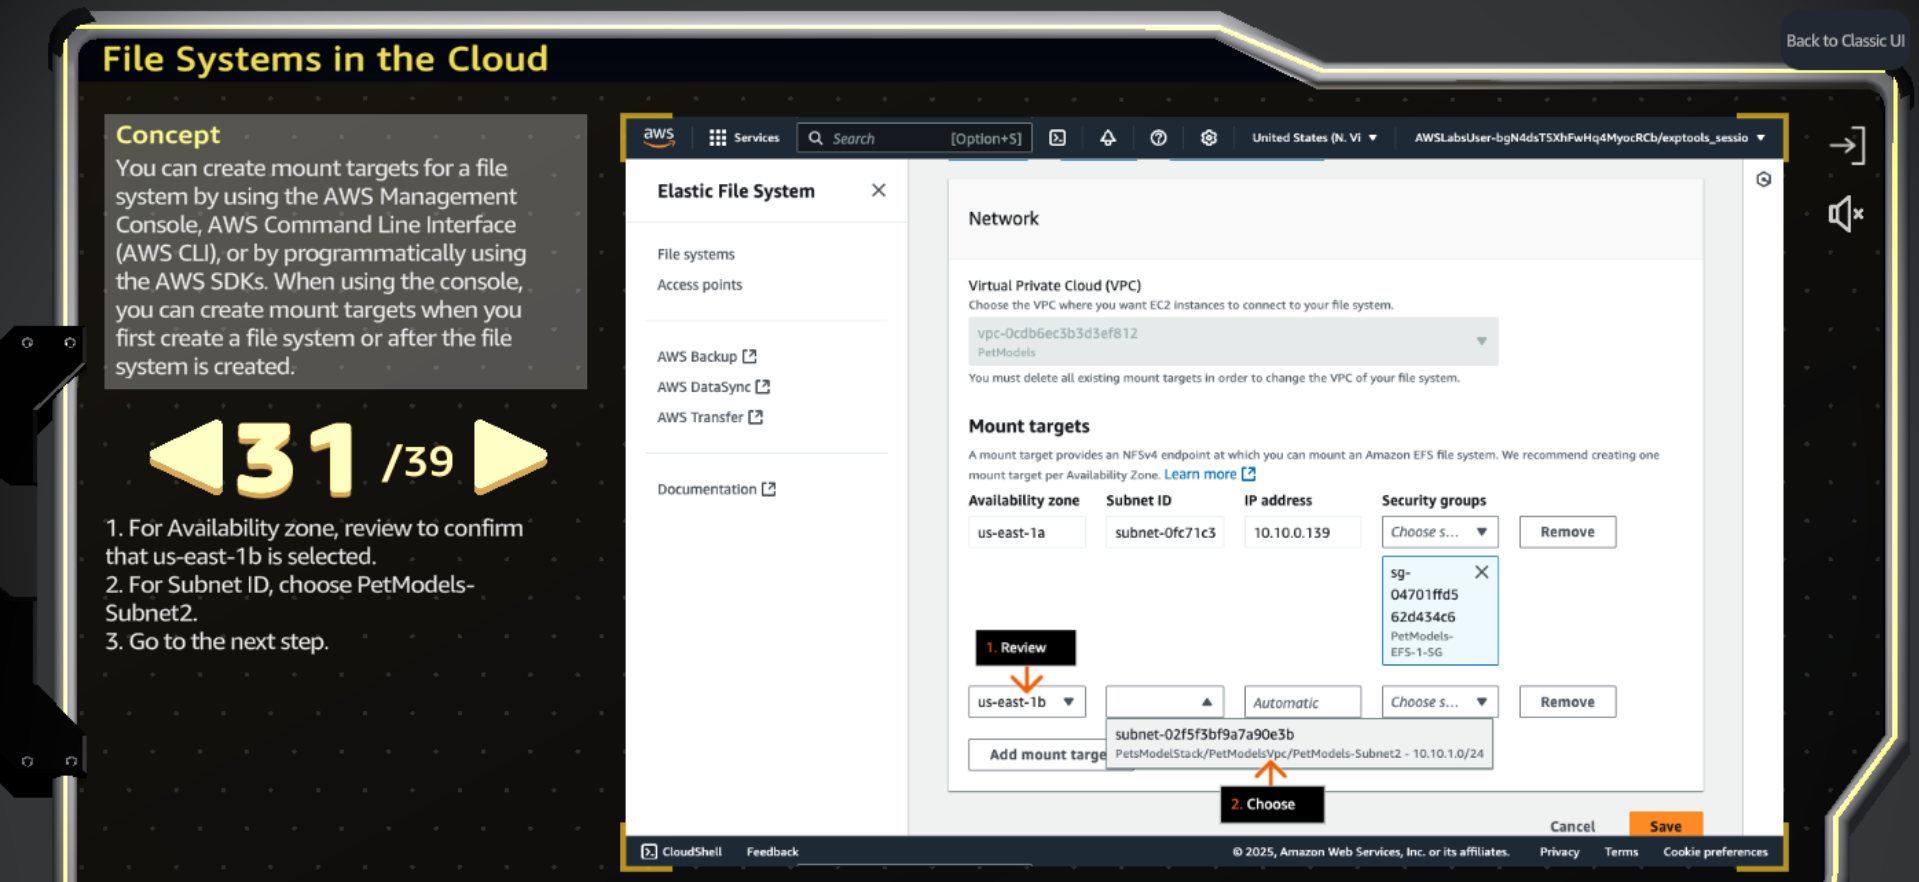 Back to Classic UI
File Systems in the Cloud
Concept
You can create mount targets for a file
system by using the AWS Management
Console, AWS Command Line Interface
(AWS CLI), or by programmatically using
the AWS SDKs. When using the console,
you can create mount targets when you
first create a file system or after the file
system is created.
31 /39
1. For Availability zone, review to confirm
that us-east-1b is selected.
2. For Subnet ID, choose PetModels-
Subnet2.
3. Go to the next step.
aws Services Search [Option+S] United States (N. Vi AWSLabsUser-bgN4dsT5XhFwHq4MyocRCb/exptools_sessio
Elastic File System
File systems
Access points
AWS Backup
AWS DataSync
AWS Transfer
Documentation
Network
Virtual Private Cloud (VPC)
Choose the VPC where you want EC2 instances to connect to your file system.
vpc-0cdb6ec3b3d3ef812
PetModels
You must delete all existing mount targets in order to change the VPC of your file system.
Mount targets
A mount target provides an NFSv4 endpoint at which you can mount an Amazon EFS file system. We recommend creating one
mount target per Availability Zone. Learn more
Availability zone Subnet ID IP address Security groups
us-east-1a subnet-0fc71c3 10.10.0.139 Choose s... Remove
sg-
04701ffd5
62d434c6
PetModels-
EFS-1-SG
1. Review
us-east-1b Automatic Choose s... Remove
subnet-02f5f3bf9a7a90e3b
PetsModelStack/PetModelsVpc/PetModels-Subnet2 - 10.10.1.0/24
Add mount targe
2. Choose
Cancel Save
CloudShell Feedback © 2025, Amazon Web Services, Inc. or its affiliates. Privacy Terms Cookie preferences